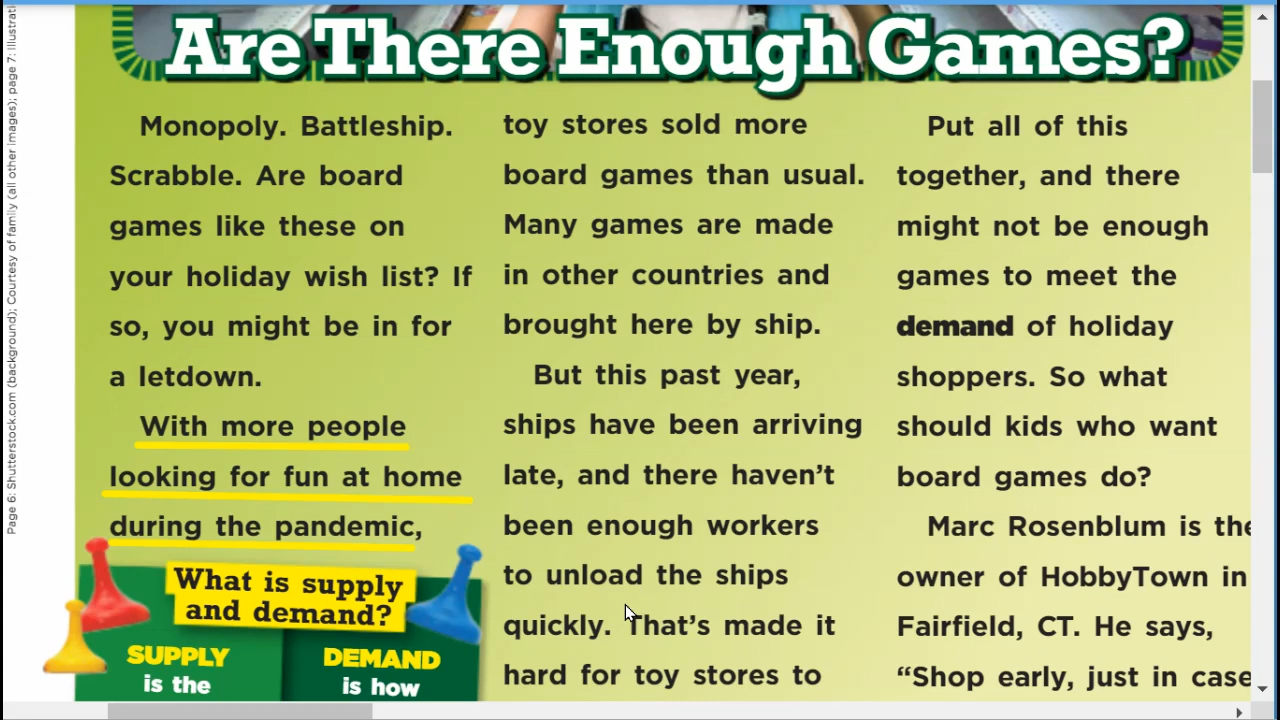 Page 6: Shutterstock.com (background); Courtesy of family (all other images); page 7:
Are There Enough Games?
Monopoly. Battleship.
Scrabble. Are board
games like these on
your holiday wish list? If
so, you might be in for
a letdown.
With more people
looking for fun at home
during the pandemic,
What is supply
and demand?
SUPPLY
is the
DEMAND
is how
toy stores sold more
board games than usual.
Many games are made
in other countries and
brought here by ship.
But this past year,
ships have been arriving
late, and there haven't
been enough workers
to unload the ships
quickly. That's made it
hard for toy stores to
Put all of this
together, and there
might not be enough
games to meet the
demand of holiday
shoppers. So what
should kids who want
board games do?
Marc Rosenblum is the
owner of HobbyTown in
Fairfield, CT. He says,
“Shop early, just in case